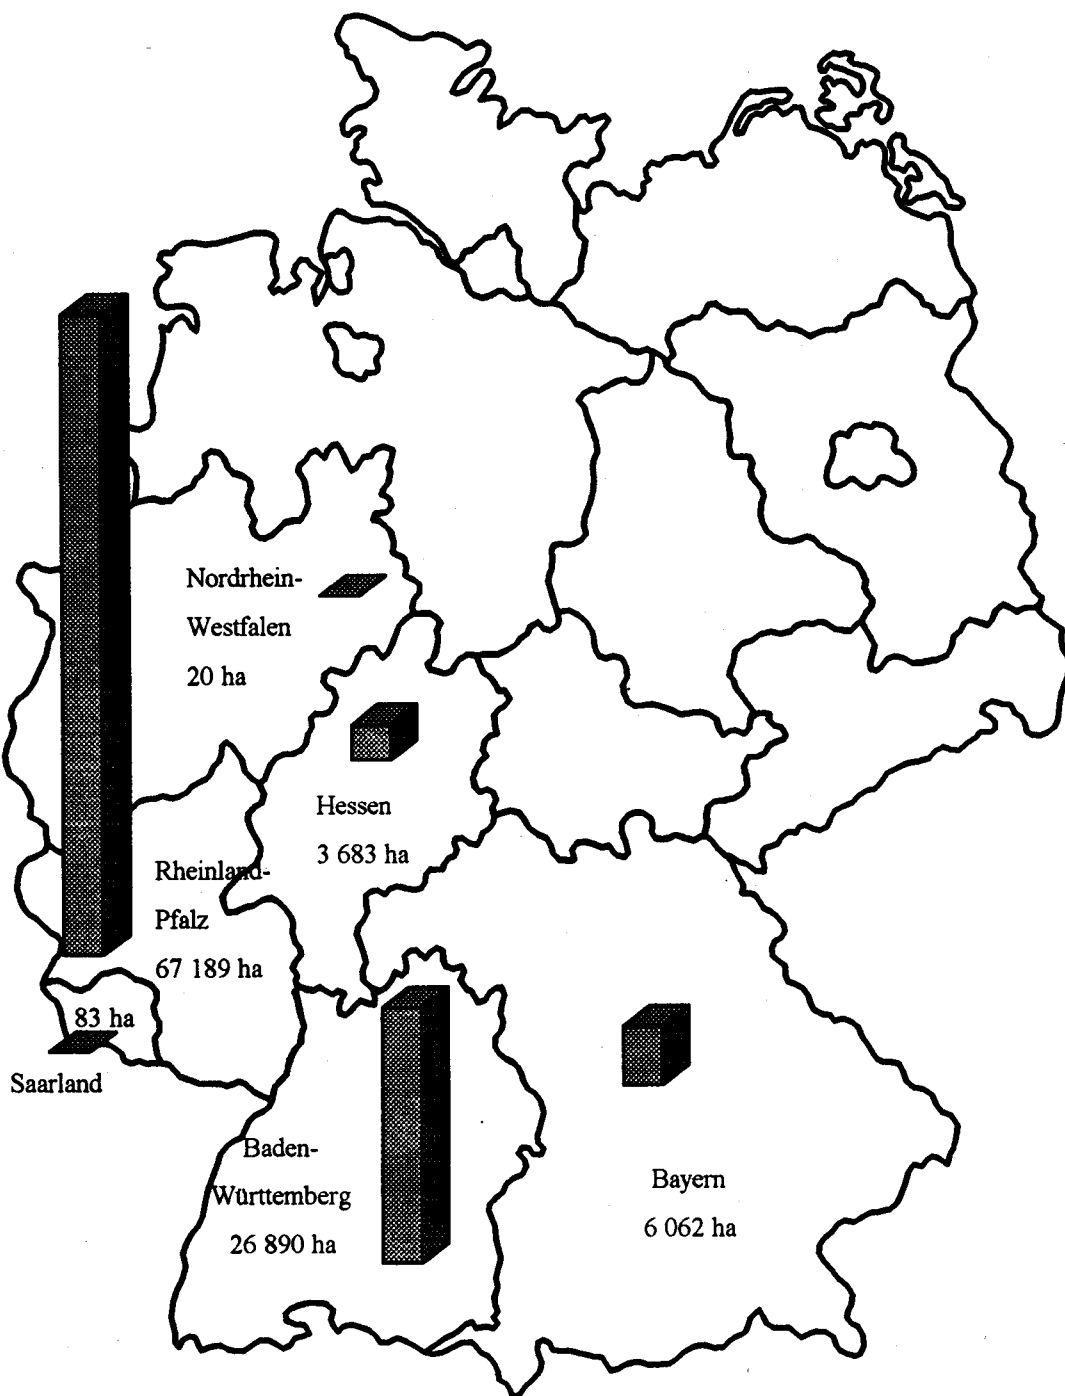 Nordrhein-
Westfalen
20 ha
Hessen
3 683 ha
Rheinland-
Pfalz
67 189 ha
83 ha
Saarland
Baden-
Württemberg
26 890 ha
Bayern
6 062 ha